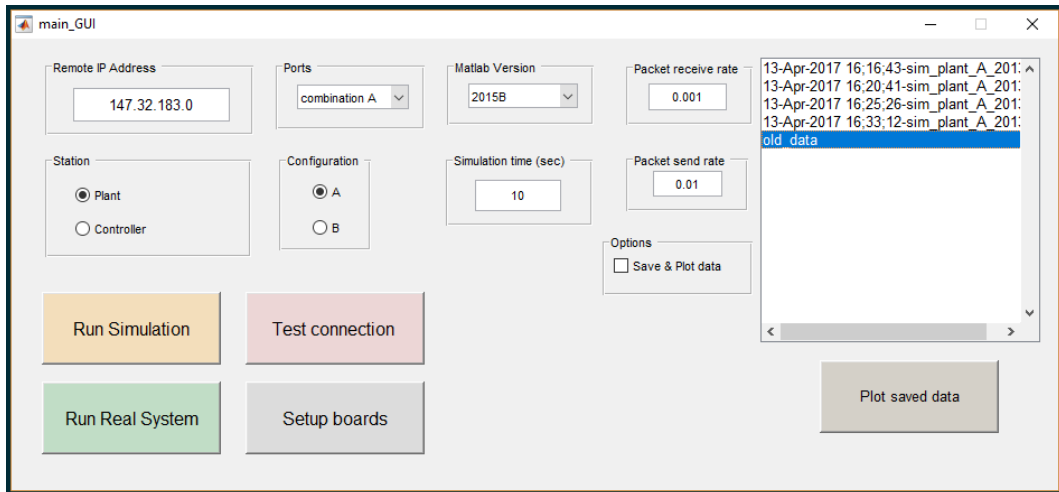 main_GUI
Remote IP Address
147.32.183.0
Ports
combination A
Matlab Version
2015B
Packet receive rate
0.001
13-Apr-2017 16;16;43-sim_plant_A_201
13-Apr-2017 16;20;41-sim_plant_A_201
13-Apr-2017 16;25;26-sim_plant_A_201
13-Apr-2017 16;33;12-sim_plant_A_201
old_data
Station
Plant
Controller
Configuration
A
B
Simulation time (sec)
10
Packet send rate
0.01
Options
Save & Plot data
Run Simulation
Test connection
Run Real System
Setup boards
Plot saved data